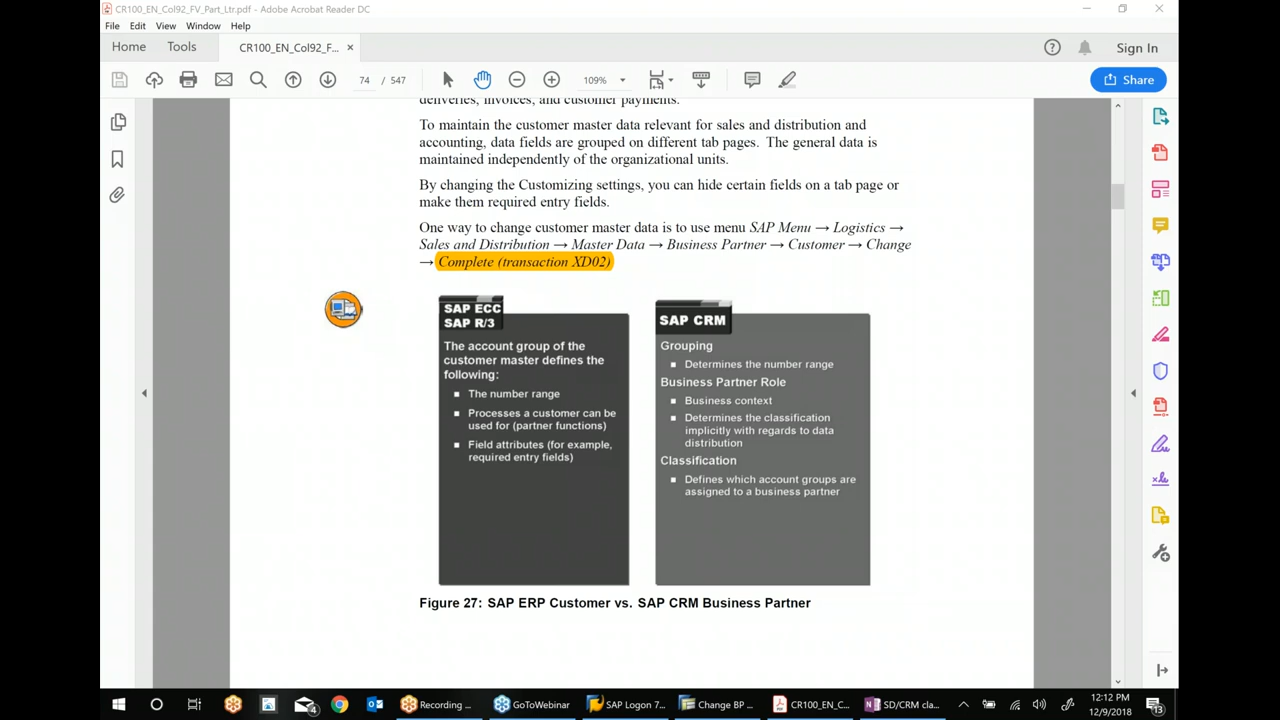 CR100_EN_Col92_FV_Part_Ltr.pdf - Adobe Acrobat Reader DC
File Edit View Window Help
Home Tools CR100_EN_Col92_F... × Sign In
74 / 547 109% Share
deliveries, invoices, and customer payments.
To maintain the customer master data relevant for sales and distribution and
accounting, data fields are grouped on different tab pages. The general data is
maintained independently of the organizational units.
By changing the Customizing settings, you can hide certain fields on a tab page or
make them required entry fields.
One way to change customer master data is to use menu SAP Menu → Logistics →
Sales and Distribution → Master Data → Business Partner → Customer → Change
→ Complete (transaction XD02)
SAP ECC
SAP R/3
The account group of the
customer master defines the
following:
■ The number range
■ Processes a customer can be
used for (partner functions)
■ Field attributes (for example,
required entry fields)
SAP CRM
Grouping
■ Determines the number range
Business Partner Role
■ Business context
■ Determines the classification
implicitly with regards to data
distribution
Classification
■ Defines which account groups are
assigned to a business partner
Figure 27: SAP ERP Customer vs. SAP CRM Business Partner
4 Recording ... GoToWebinar SAP Logon 7... Change BP ... CR100_EN_C... SD/CRM cla... 12:12 PM
12/9/2018 13